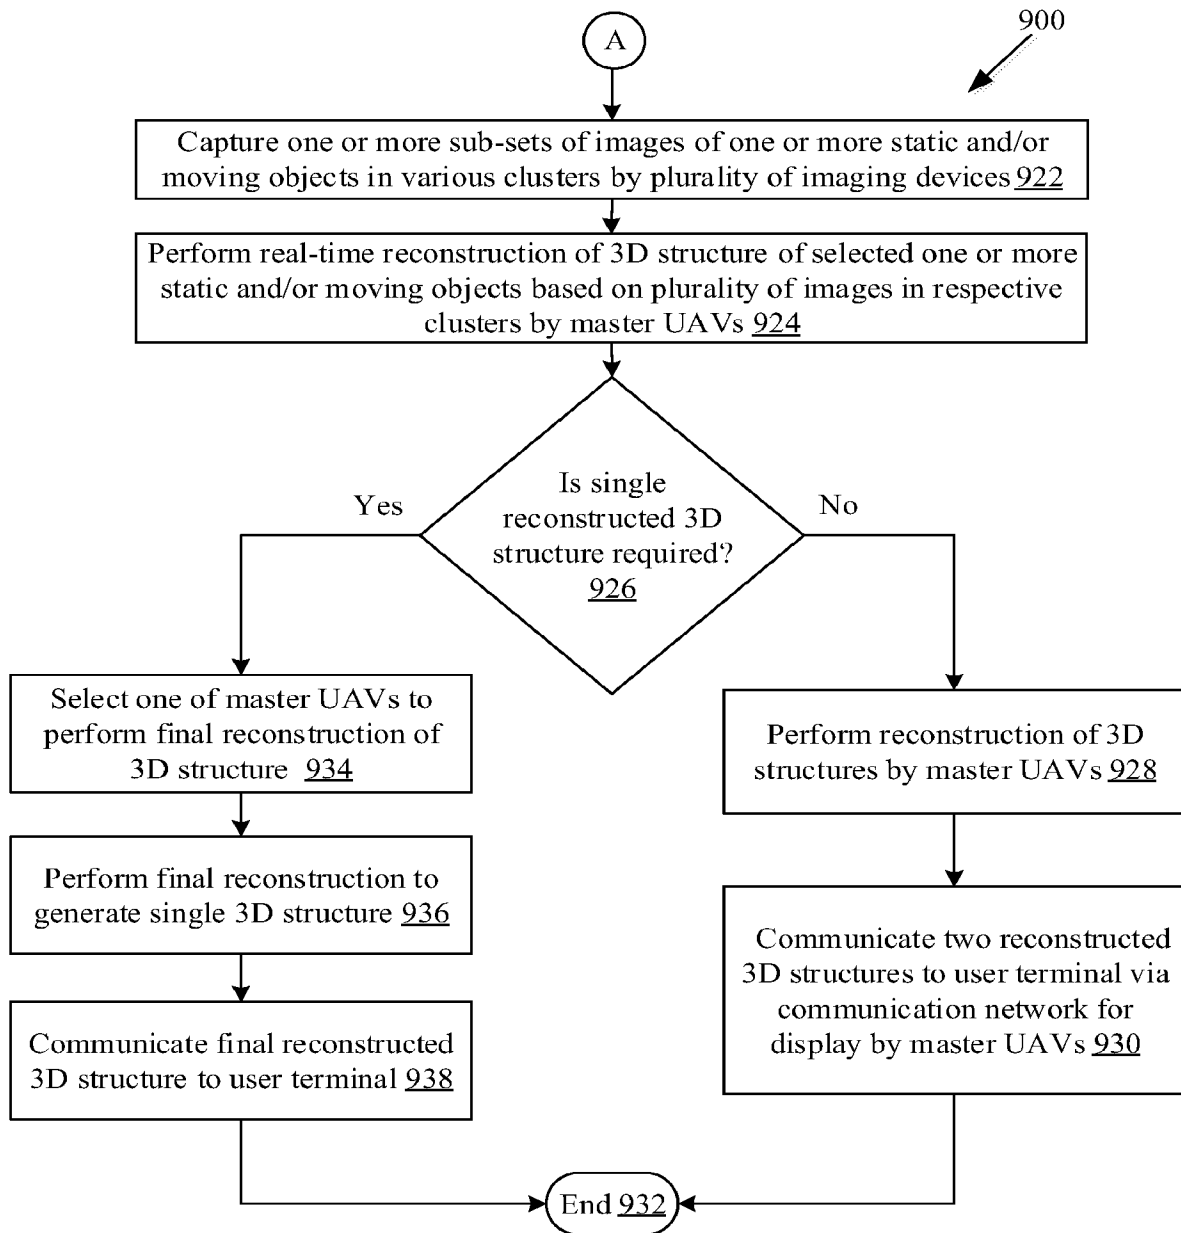 A
900
Capture one or more sub-sets of images of one or more static and/or
moving objects in various clusters by plurality of imaging devices 922
Perform real-time reconstruction of 3D structure of selected one or more
static and/or moving objects based on plurality of images in respective
clusters by master UAVs 924
Is single
reconstructed 3D
structure required?
926
Yes
No
Select one of master UAVs to
perform final reconstruction of
3D structure 934
Perform final reconstruction to
generate single 3D structure 936
Communicate final reconstructed
3D structure to user terminal 938
Perform reconstruction of 3D
structures by master UAVs 928
Communicate two reconstructed
3D structures to user terminal via
communication network for
display by master UAVs 930
End 932